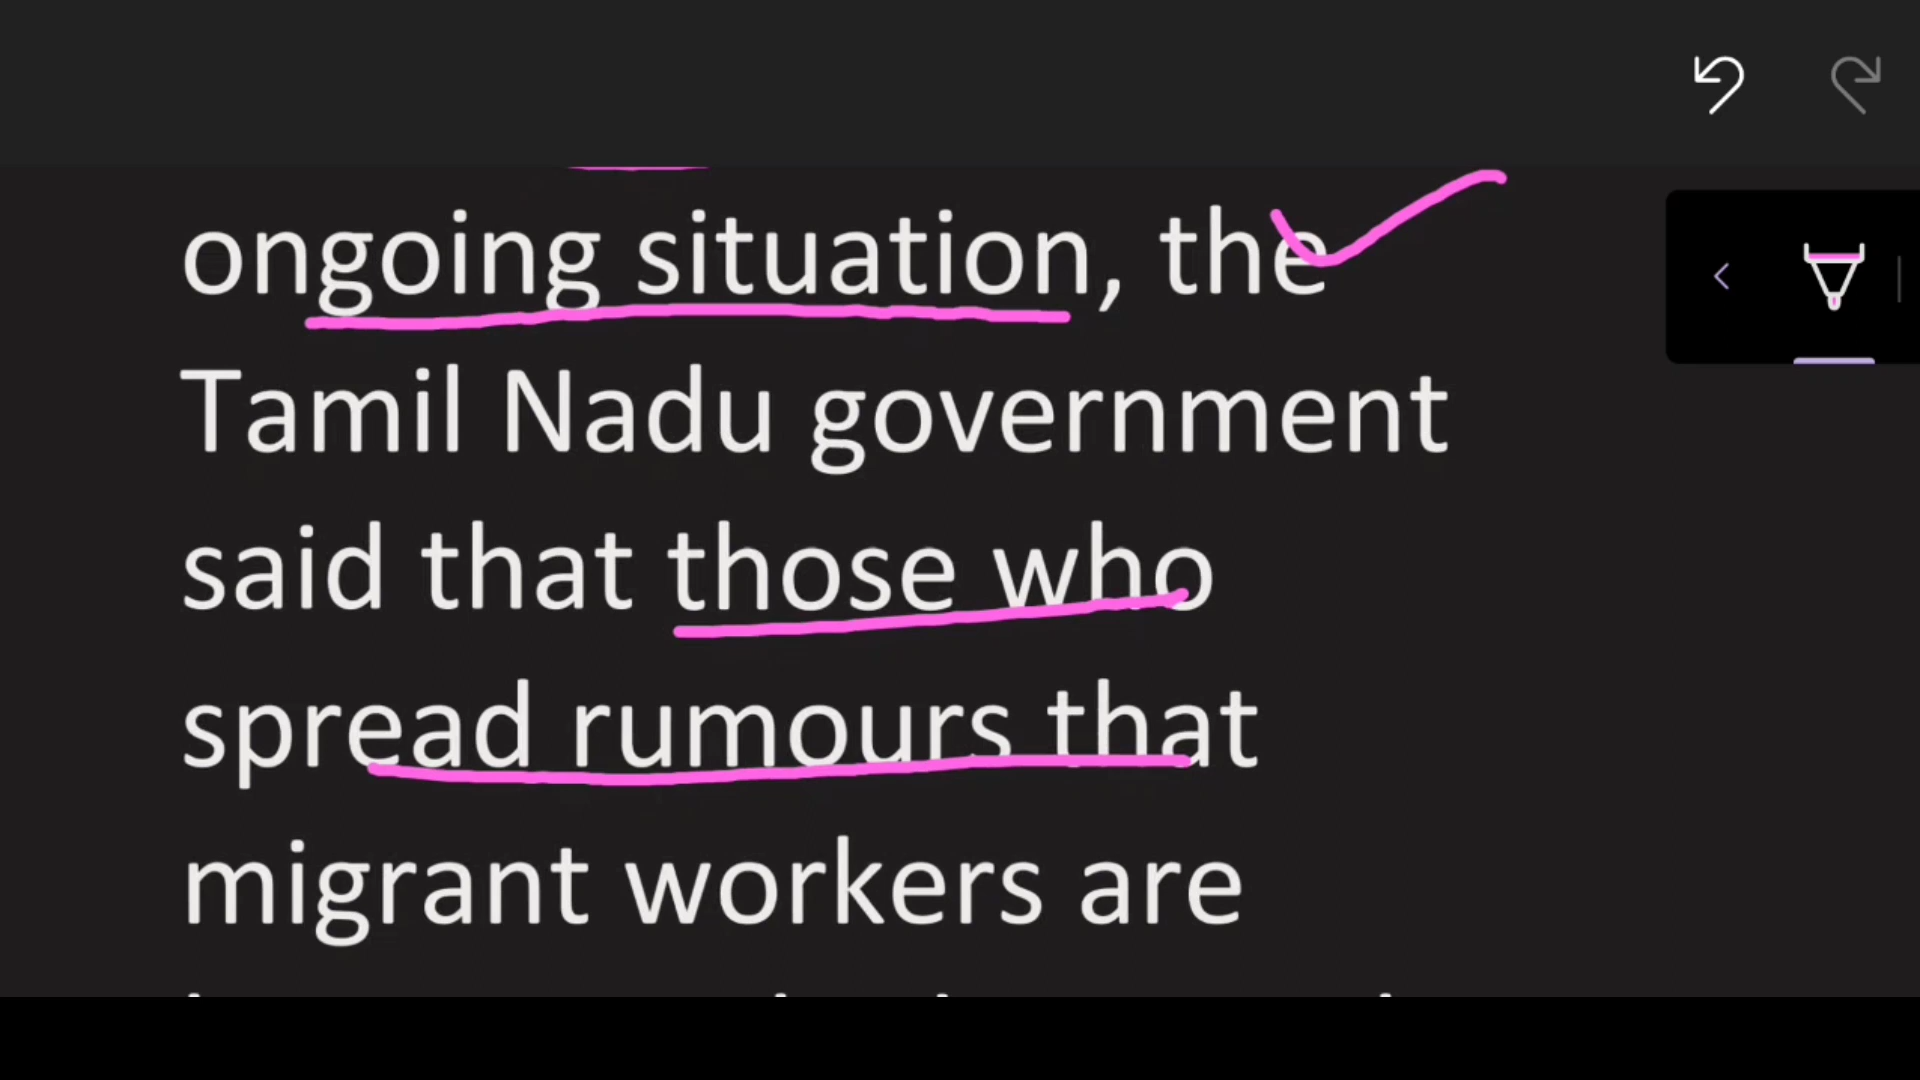 ongoing situation, the
Tamil Nadu government
said that those who
spread rumours that
migrant workers are